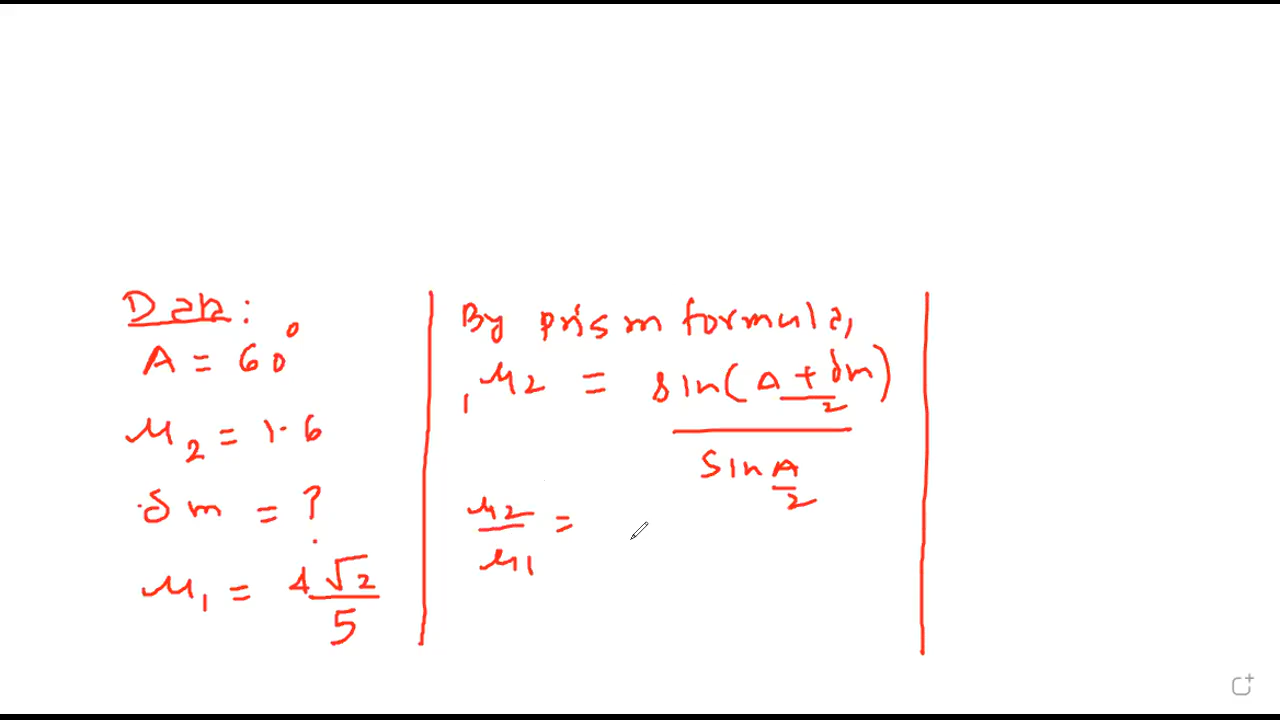 Data:
A = 60°
μ₂ = 1.6
δm = ?
μ₁ = 4√2/5
By prism formula,
₁μ₂ = sin(A + δm/2)/sin A/2
μ₂/μ₁ =